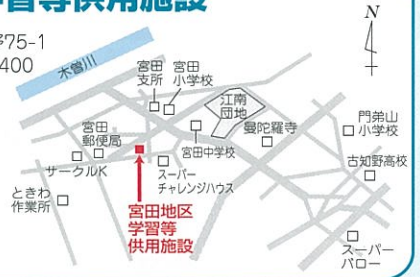 習等供用施設
75-1
400
N
木曽川
宮田
支所
宮田
小学校
江南
団地
門弟山
小学校
宮田
郵便局
曼陀羅寺
宮田中学校
古知野高校
サークルK
スーパー
チャレンジハウス
ときわ
作業所
宮田地区
学習等
供用施設
スーパー
バロー